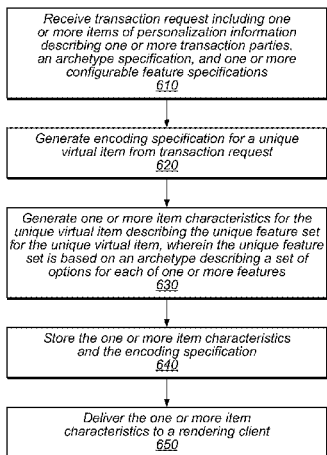 Receive transaction request including one
or more items of personalization information
describing one or more transaction parties,
an archetype specification, and one or more
configurable feature specifications
610
Generate encoding specification for a unique
virtual item from transaction request
620
Generate one or more item characteristics for the
unique virtual item describing the unique feature set
for the unique virtual item, wherein the unique feature
set is based on an archetype describing a set of
options for each of one or more features
630
Store the one or more item characteristics
and the encoding specification
640
Deliver the one or more item
characteristics to a rendering client
650